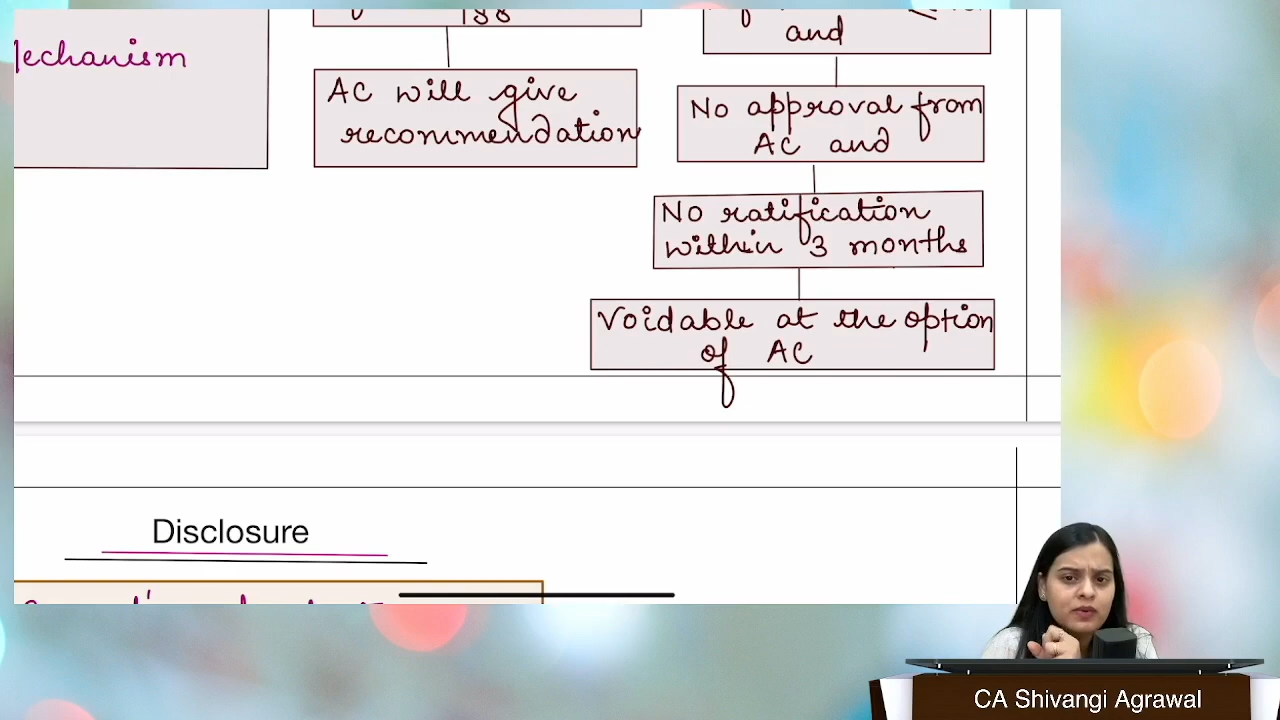 Mechanism
188
AC will give
recommendation
and
No approval from
AC and
No ratification
within 3 months
Voidable at the option
of AC
Disclosure
CA Shivangi Agrawal